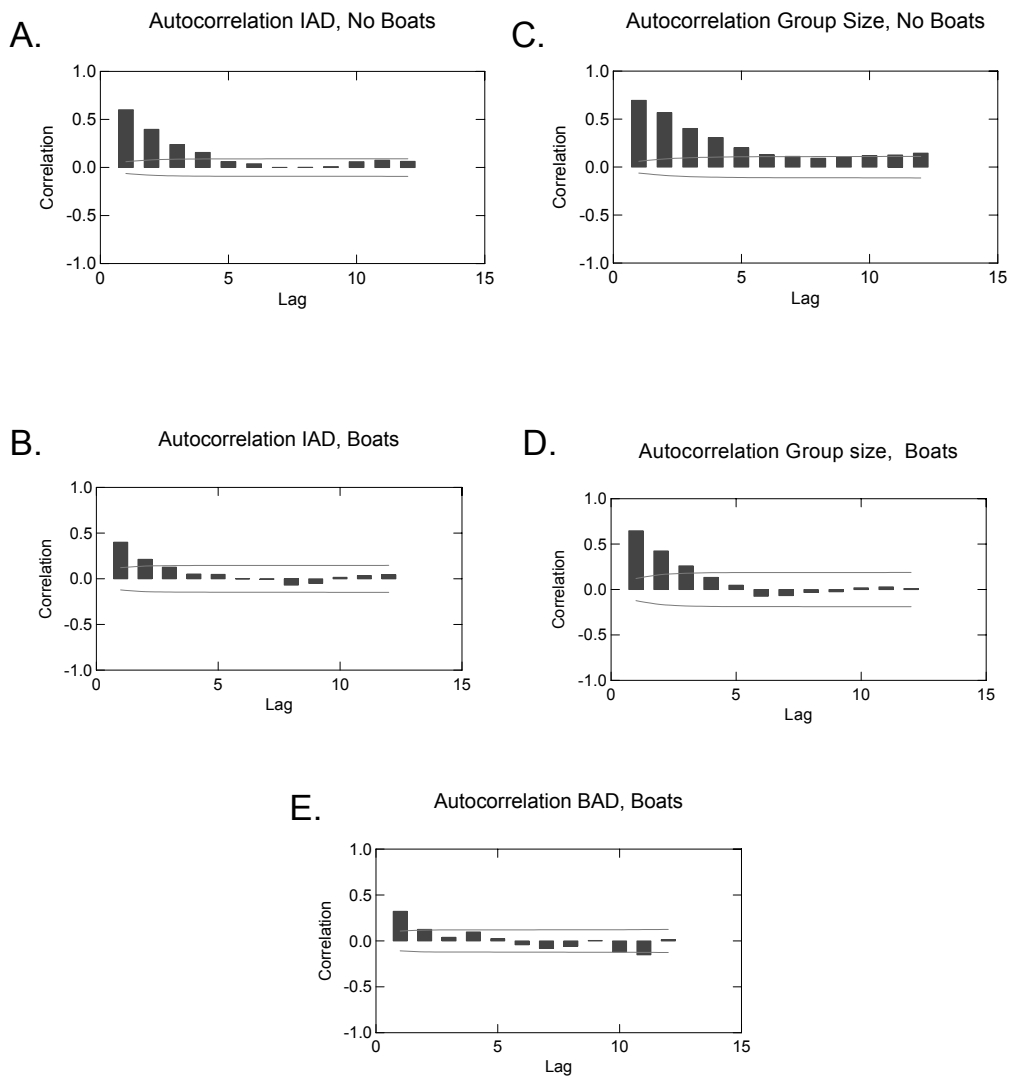 A.
Autocorrelation IAD, No Boats
1.0
0.5
0.0
-0.5
-1.0
Correlation
0 5 10 15
Lag
C.
Autocorrelation Group Size, No Boats
1.0
0.5
0.0
-0.5
-1.0
Correlation
0 5 10 15
Lag
B.
Autocorrelation IAD, Boats
1.0
0.5
0.0
-0.5
-1.0
Correlation
0 5 10 15
Lag
D.
Autocorrelation Group size, Boats
1.0
0.5
0.0
-0.5
-1.0
Correlation
0 5 10 15
Lag
E.
Autocorrelation BAD, Boats
1.0
0.5
0.0
-0.5
-1.0
Correlation
0 5 10 15
Lag